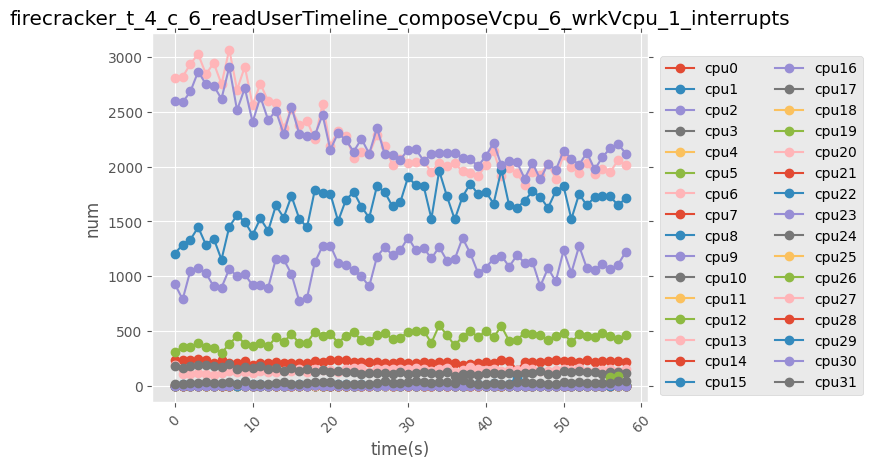 firecracker_t_4_c_6_readUserTimeline_composeVcpu_6_wrkVcpu_1_interrupts
num
3000
2500
2000
1500
1000
500
0
0 10 20 30 40 50 60
time(s)
cpu0 cpu16
cpu1 cpu17
cpu2 cpu18
cpu3 cpu19
cpu4 cpu20
cpu5 cpu21
cpu6 cpu22
cpu7 cpu23
cpu8 cpu24
cpu9 cpu25
cpu10 cpu26
cpu11 cpu27
cpu12 cpu28
cpu13 cpu29
cpu14 cpu30
cpu15 cpu31